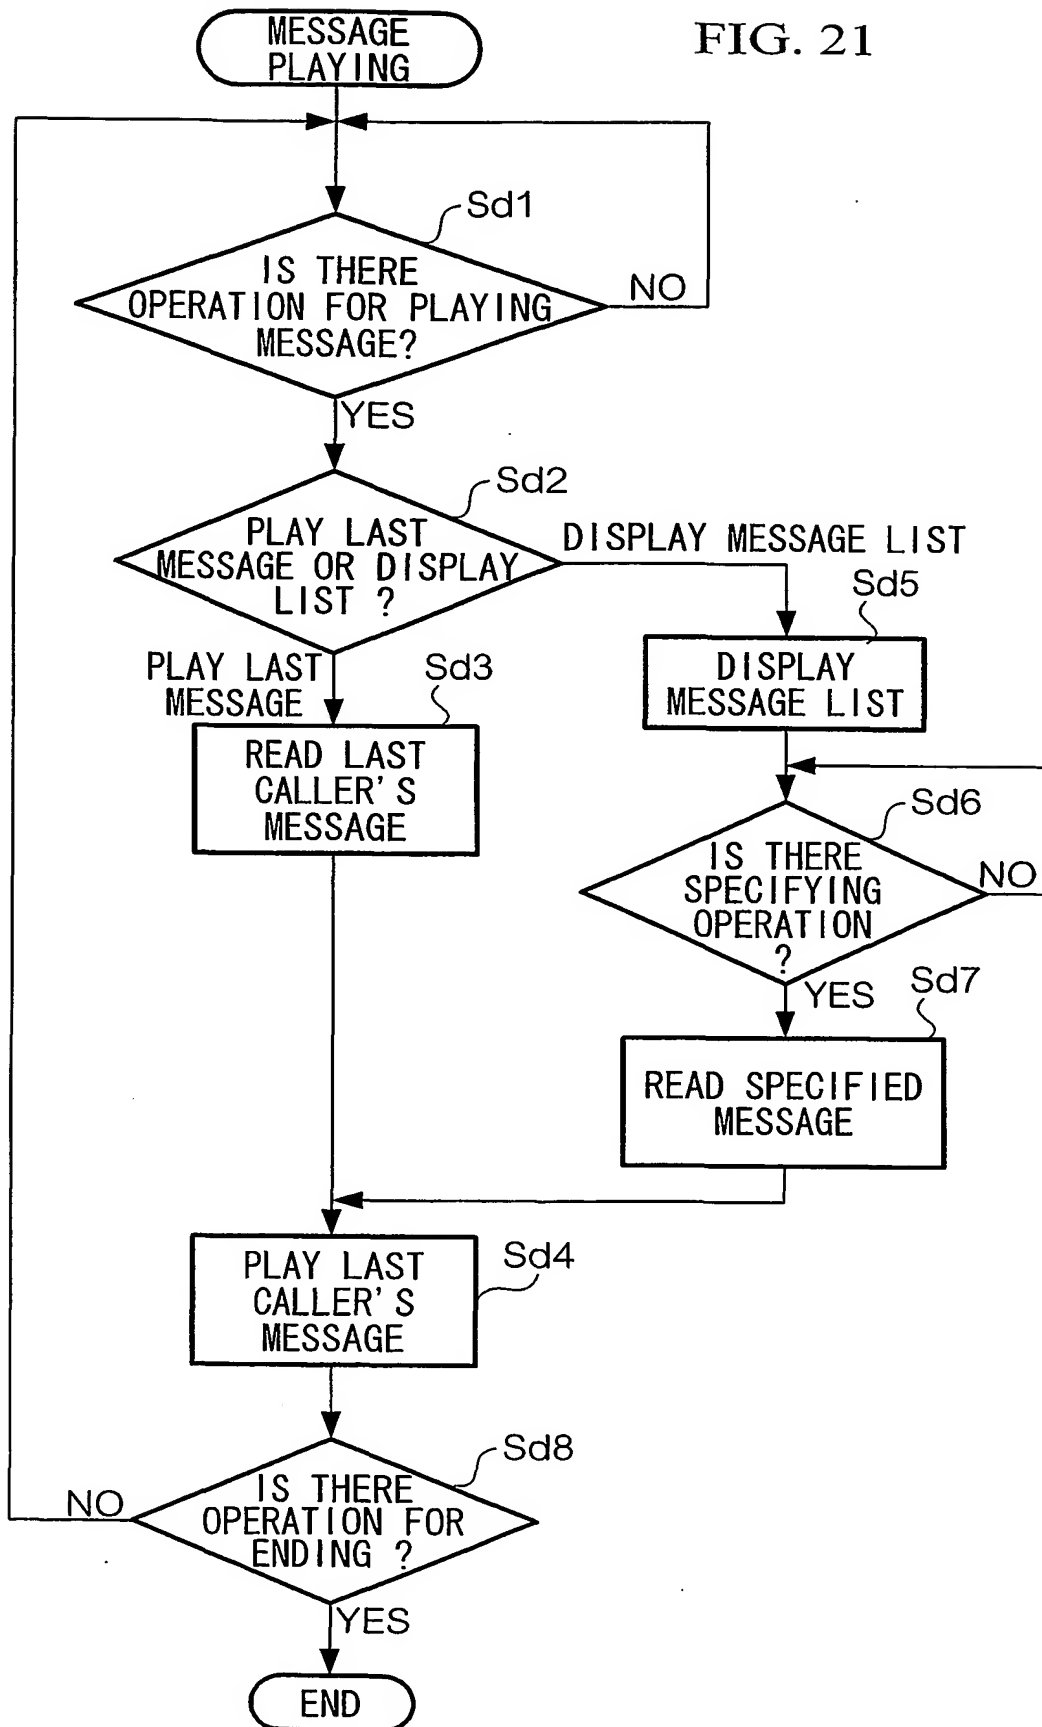 FIG. 21
MESSAGE
PLAYING
Sd1
IS THERE
OPERATION FOR PLAYING
MESSAGE?
NO
YES
Sd2
PLAY LAST
MESSAGE OR DISPLAY
LIST ?
DISPLAY MESSAGE LIST
Sd5
DISPLAY
MESSAGE LIST
PLAY LAST
MESSAGE
Sd3
READ LAST
CALLER'S
MESSAGE
Sd6
IS THERE
SPECIFYING
OPERATION
?
NO
YES
Sd7
READ SPECIFIED
MESSAGE
Sd4
PLAY LAST
CALLER'S
MESSAGE
Sd8
IS THERE
OPERATION FOR
ENDING ?
NO
YES
END